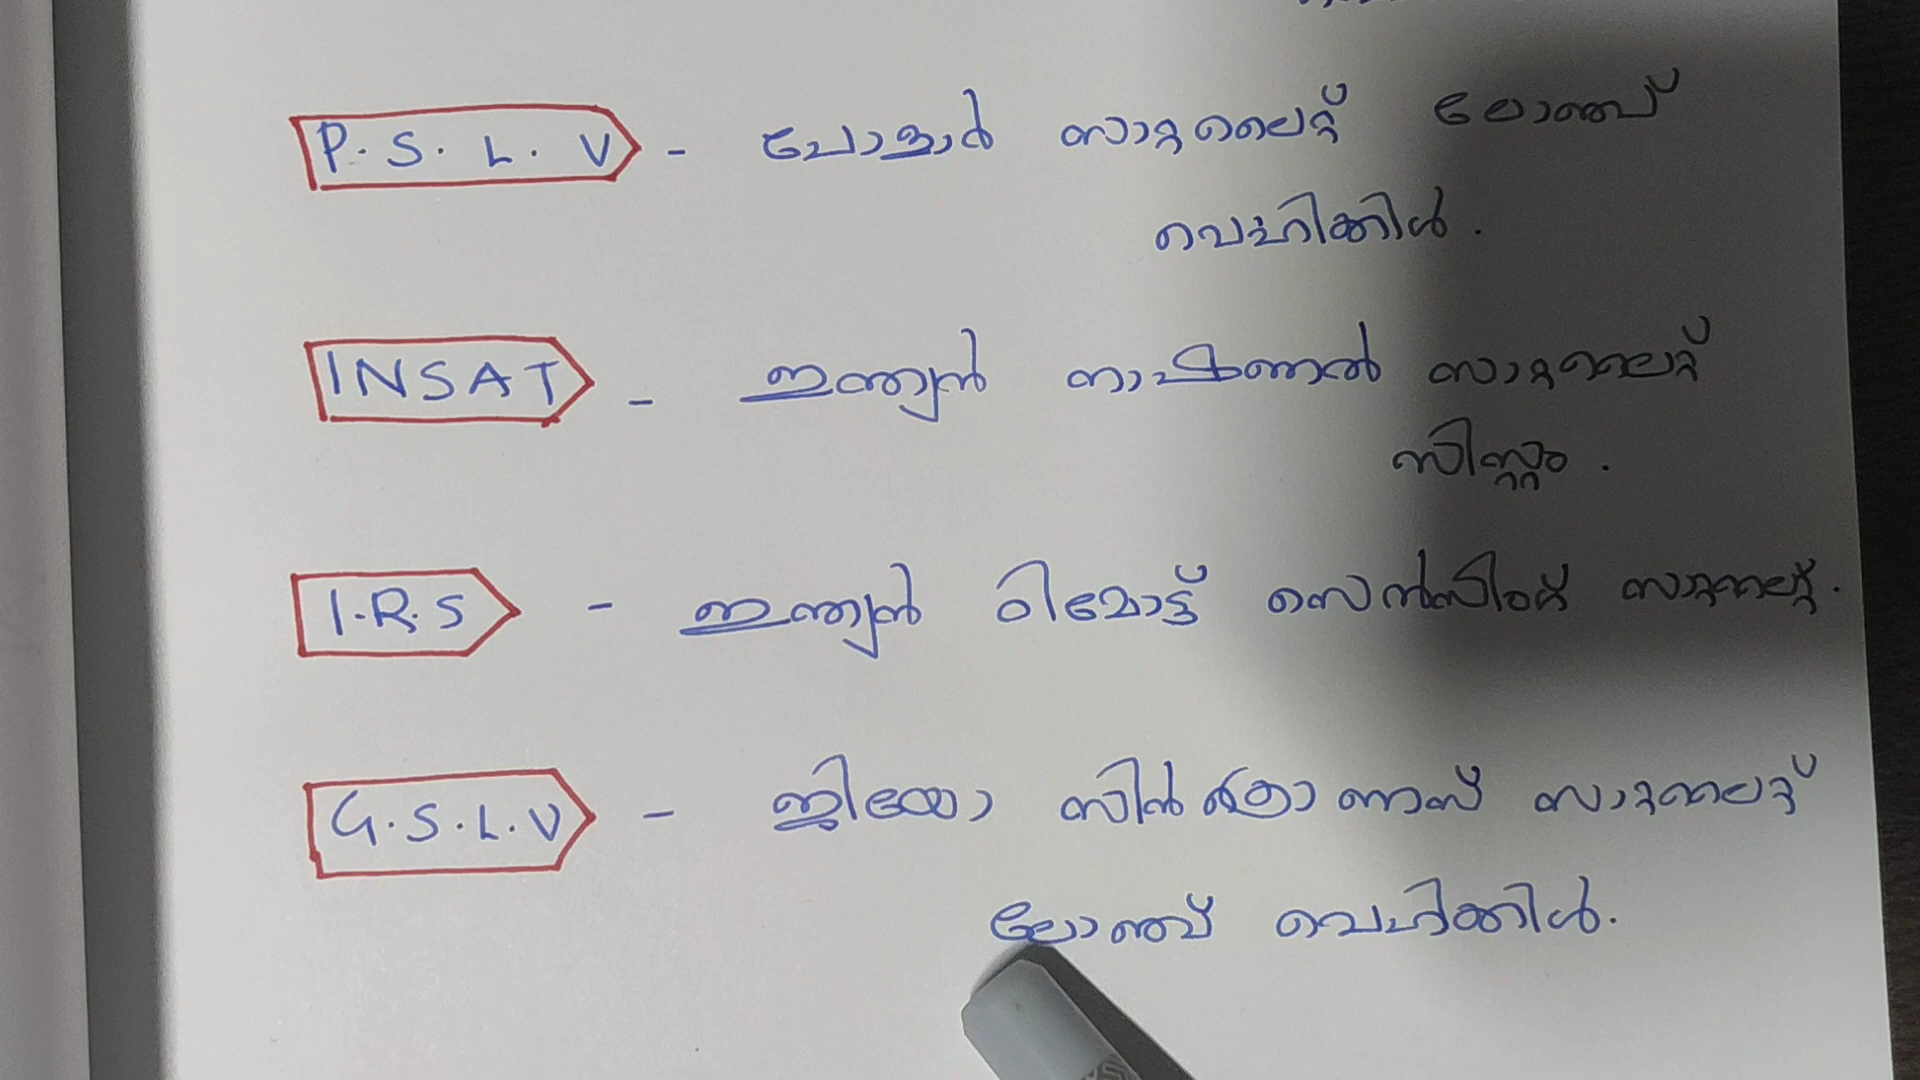 P. S. L. V - പോളാർ സാറ്റലൈറ്റ് ലോഞ്ച്
വെഹിക്കിൾ.
INSAT - ഇന്ത്യൻ നാഷണൽ സാറ്റലൈറ്റ്
സിസ്റ്റം.
I.R.S - ഇന്ത്യൻ റിമോട്ട് സെൻസിംഗ് സാറ്റലൈറ്റ്.
G.S.L.V - ജിയോ സിൻക്രോണസ് സാറ്റലൈറ്റ്
ലോഞ്ച് വെഹിക്കിൾ.